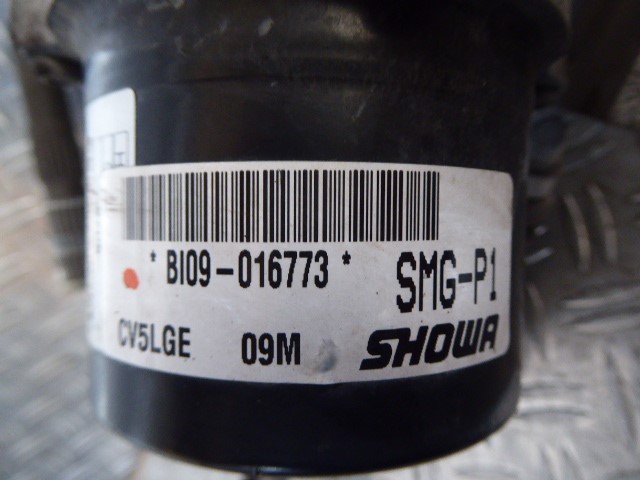 * BI09-016773 *
SMG-P1
CV5LGE 09M
SHOWA